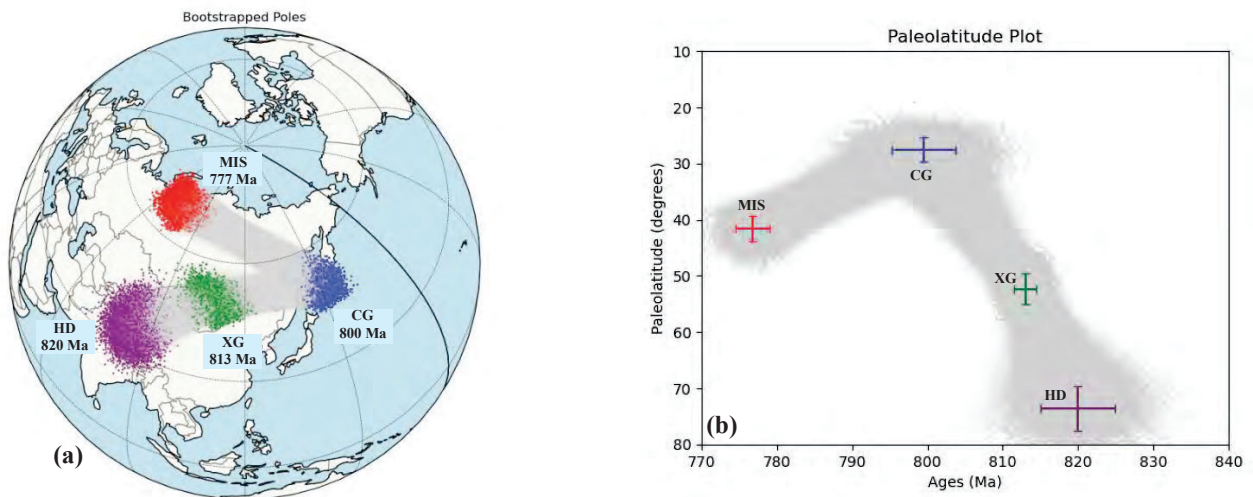 Bootstrapped Poles
MIS
777 Ma
HD
820 Ma
XG
813 Ma
CG
800 Ma
(a)
Paleolatitude Plot
Paleolatitude (degrees)
10
20
30
40
50
60
70
80
MIS
CG
XG
HD
(b)
770 780 790 800 810 820 830 840
Ages (Ma)